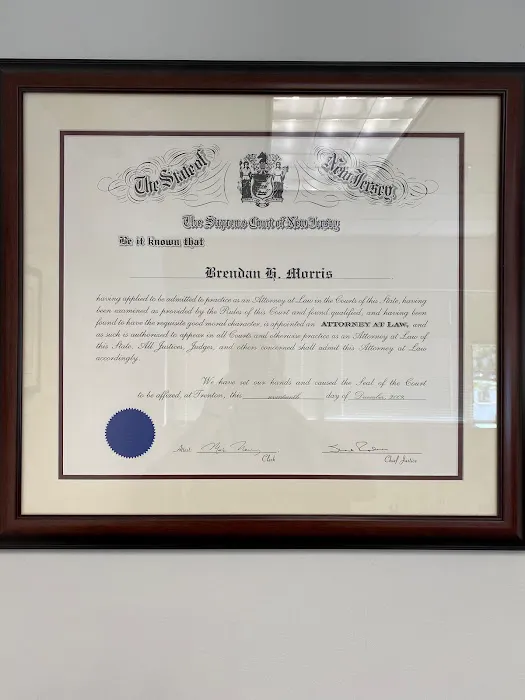 The State of New Jersey
The Supreme Court of New Jersey
Be it known that
Brendan H. Morris
having applied to be admitted to practice as an Attorney at Law in the Courts of this State, having
been examined as provided by the Rules of this Court and found qualified, and having been
found to have the requisite good moral character, is appointed an ATTORNEY AT LAW, and
as such is authorized to appear in all Courts and otherwise practice as an Attorney at Law of
this State. All Justices, Judges, and others concerned shall admit this Attorney at Law
accordingly.
We have set our hands and caused the Seal of the Court
to be affixed, at Trenton, this day of December
Attest
Clerk
Chief Justice